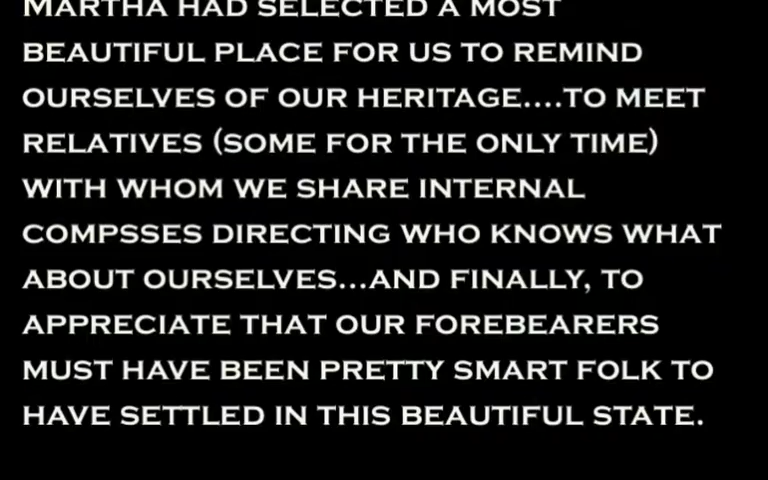 MARTHA HAD SELECTED A MOST
BEAUTIFUL PLACE FOR US TO REMIND
OURSELVES OF OUR HERITAGE....TO MEET
RELATIVES (SOME FOR THE ONLY TIME)
WITH WHOM WE SHARE INTERNAL
COMPSSES DIRECTING WHO KNOWS WHAT
ABOUT OURSELVES...AND FINALLY, TO
APPRECIATE THAT OUR FOREBEARERS
MUST HAVE BEEN PRETTY SMART FOLK TO
HAVE SETTLED IN THIS BEAUTIFUL STATE.